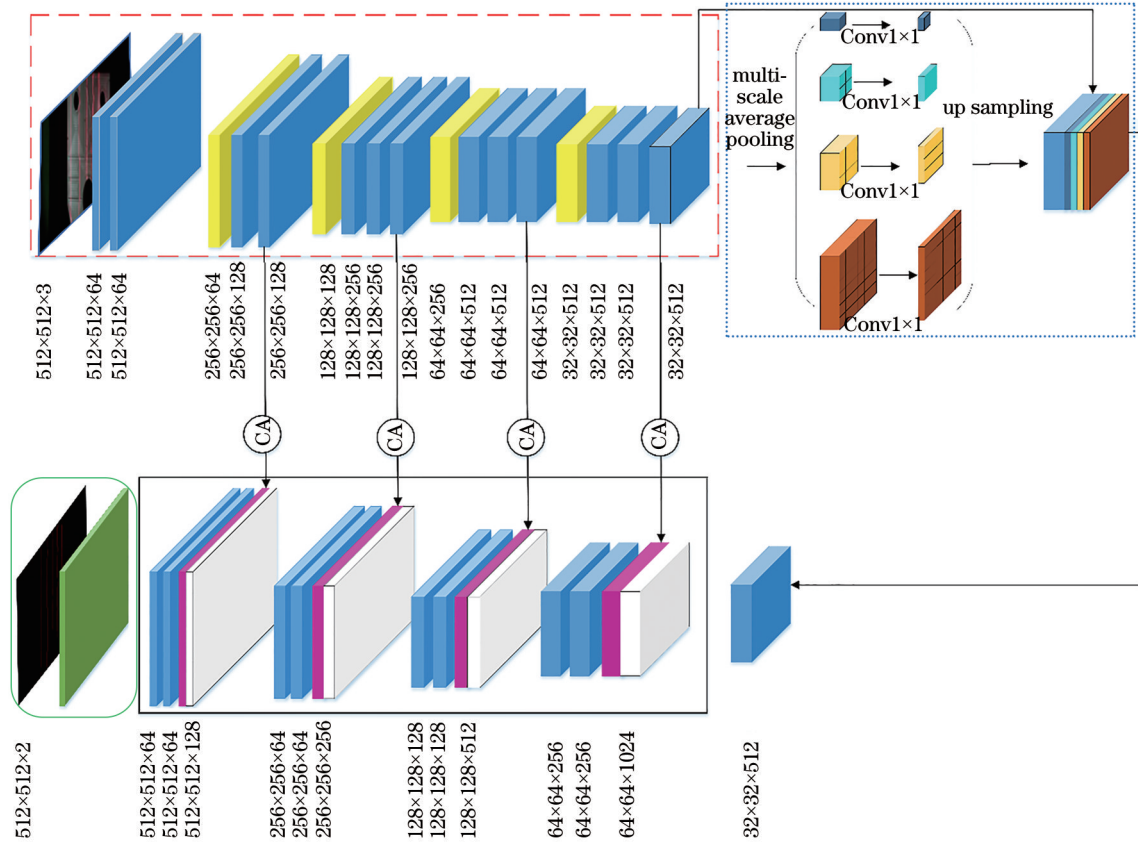 Conv1×1
multi-
scale
average
pooling
Conv1×1
up sampling
Conv1×1
Conv1×1
512×512×3
512×512×64
512×512×64
256×256×64
256×256×128
256×256×128
128×128×128
128×128×256
128×128×256
128×128×256
64×64×256
64×64×512
64×64×512
64×64×512
32×32×512
32×32×512
32×32×512
32×32×512
CA
CA
CA
CA
512×512×2
512×512×64
512×512×64
512×512×128
256×256×64
256×256×64
256×256×256
128×128×128
128×128×128
128×128×512
64×64×256
64×64×256
64×64×1024
32×32×512